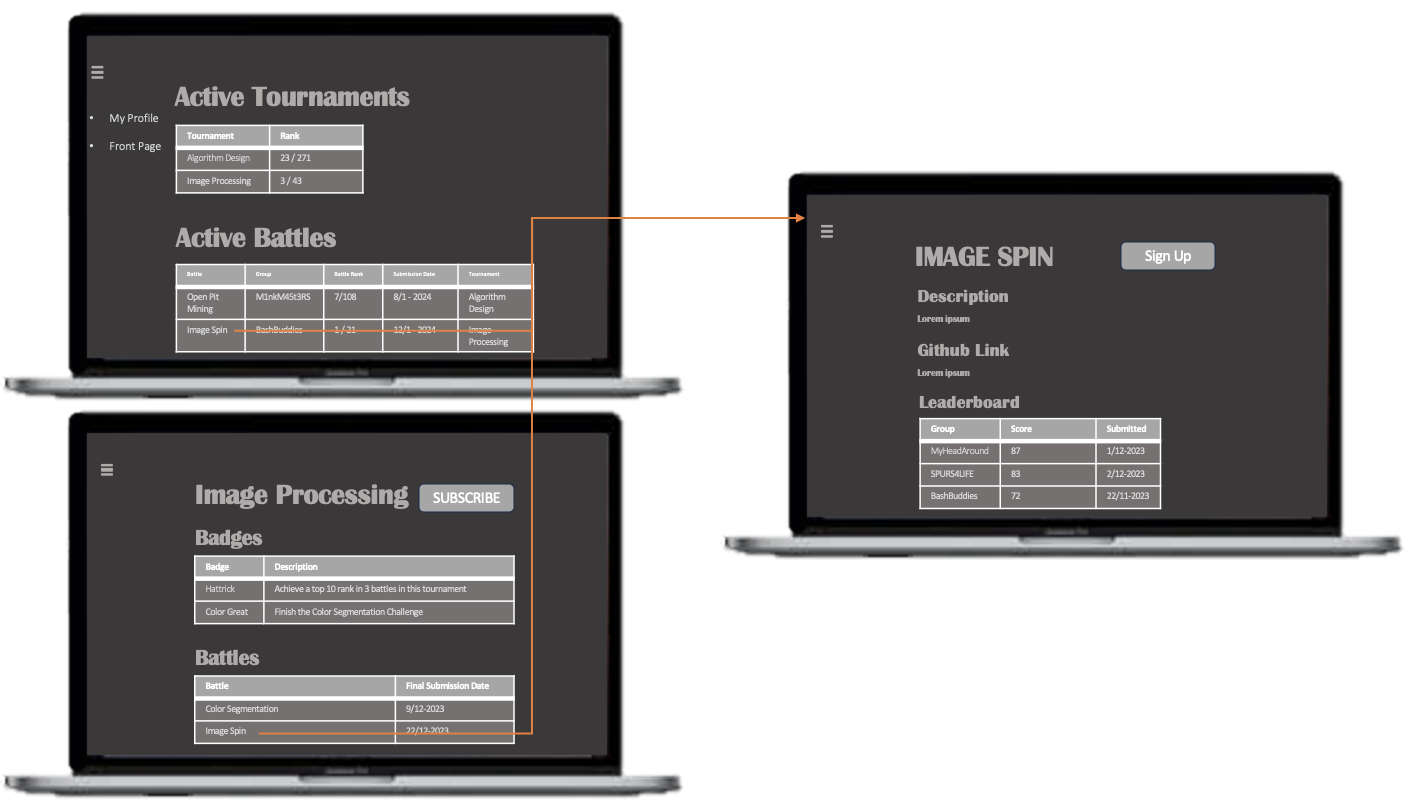 Active Tournaments
• My Profile
• Front Page
Tournament Rank
Algorithm Design 23 / 271
Image Processing 3 / 43
Active Battles
Battle Group Battle Rank Submission Date Tournament
Open Pit Mining M1nkM45t3RS 7/108 8/1 - 2024 Algorithm Design
Image Spin BashBuddies 1 / 21 12/1 - 2024 Image Processing
Image Processing SUBSCRIBE
Badges
Badge Description
Hattrick Achieve a top 10 rank in 3 battles in this tournament
Color Great Finish the Color Segmentation Challenge
Battles
Battle Final Submission Date
Color Segmentation 9/12-2023
Image Spin 22/12-2023
IMAGE SPIN Sign Up
Description
Lorem ipsum
Github Link
Lorem ipsum
Leaderboard
Group Score Submitted
MyHeadAround 87 1/12-2023
SPURS4LIFE 83 2/12-2023
BashBuddies 72 22/11-2023